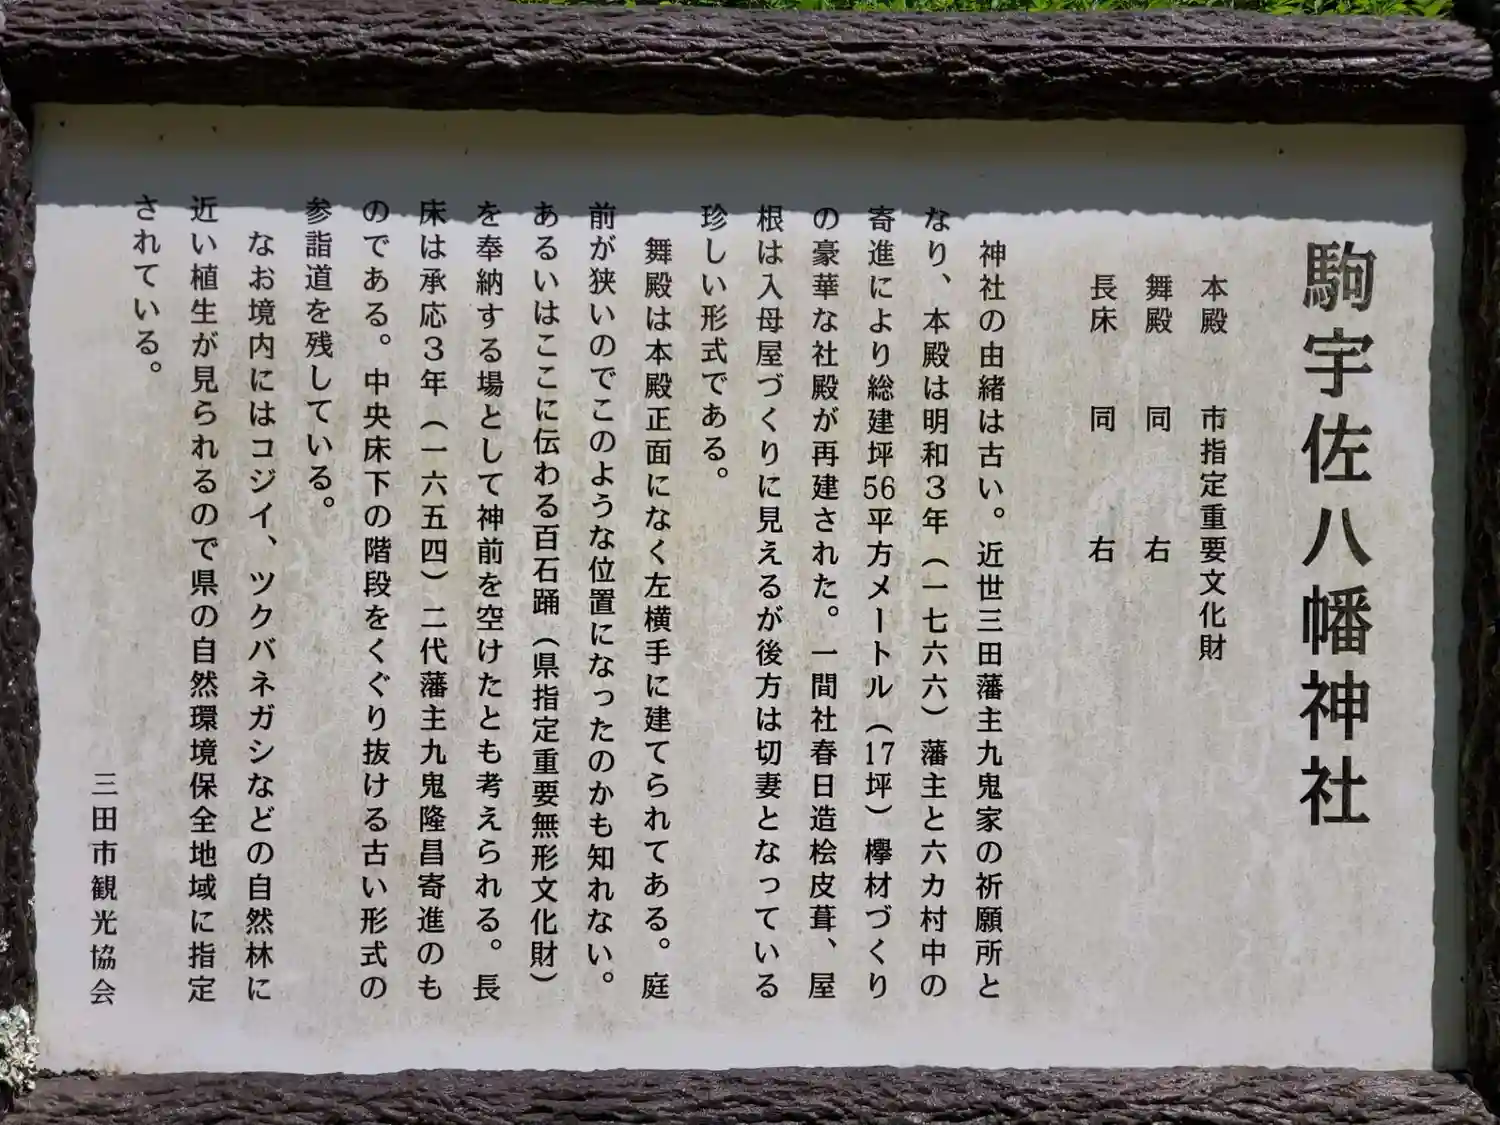 駒宇佐八幡神社
本殿　市指定重要文化財
舞殿　同　右
長床　同　右
神社の由緒は古い。近世三田藩主九鬼家の祈願所と
なり、本殿は明和３年（一七六六）藩主と六カ村中の
寄進により総建坪56平方メートル（17坪）欅材づくり
の豪華な社殿が再建された。一間社春日造桧皮葺、屋
根は入母屋づくりに見えるが後方は切妻となっている
珍しい形式である。
舞殿は本殿正面になく左横手に建てられてある。庭
前が狭いのでこのような位置になったのかも知れない。
あるいはここに伝わる百石踊（県指定重要無形文化財）
を奉納する場として神前を空けたとも考えられる。長
床は承応３年（一六五四）二代藩主九鬼隆昌寄進のも
のである。中央床下の階段をくぐり抜ける古い形式の
参詣道を残している。
なお境内にはコジイ、ツクバネガシなどの自然林に
近い植生が見られるので県の自然環境保全地域に指定
されている。
三田市観光協会